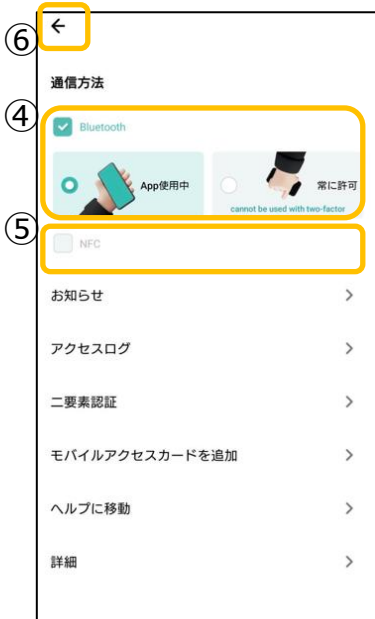 ⑥
通信方法
④
Bluetooth
App使用中
常に許可
cannot be used with two-factor
⑤
NFC
お知らせ
アクセスログ
二要素認証
モバイルアクセスカードを追加
ヘルプに移動
詳細